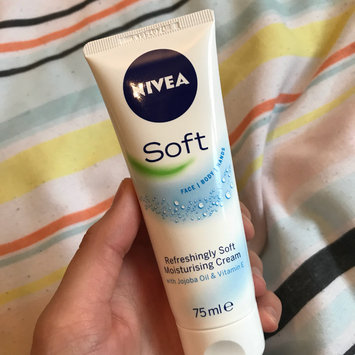 NIVEA
Soft
FACE | BODY | HANDS
Refreshingly Soft
Moisturising Cream
with Jojoba Oil & Vitamin E
75ml e